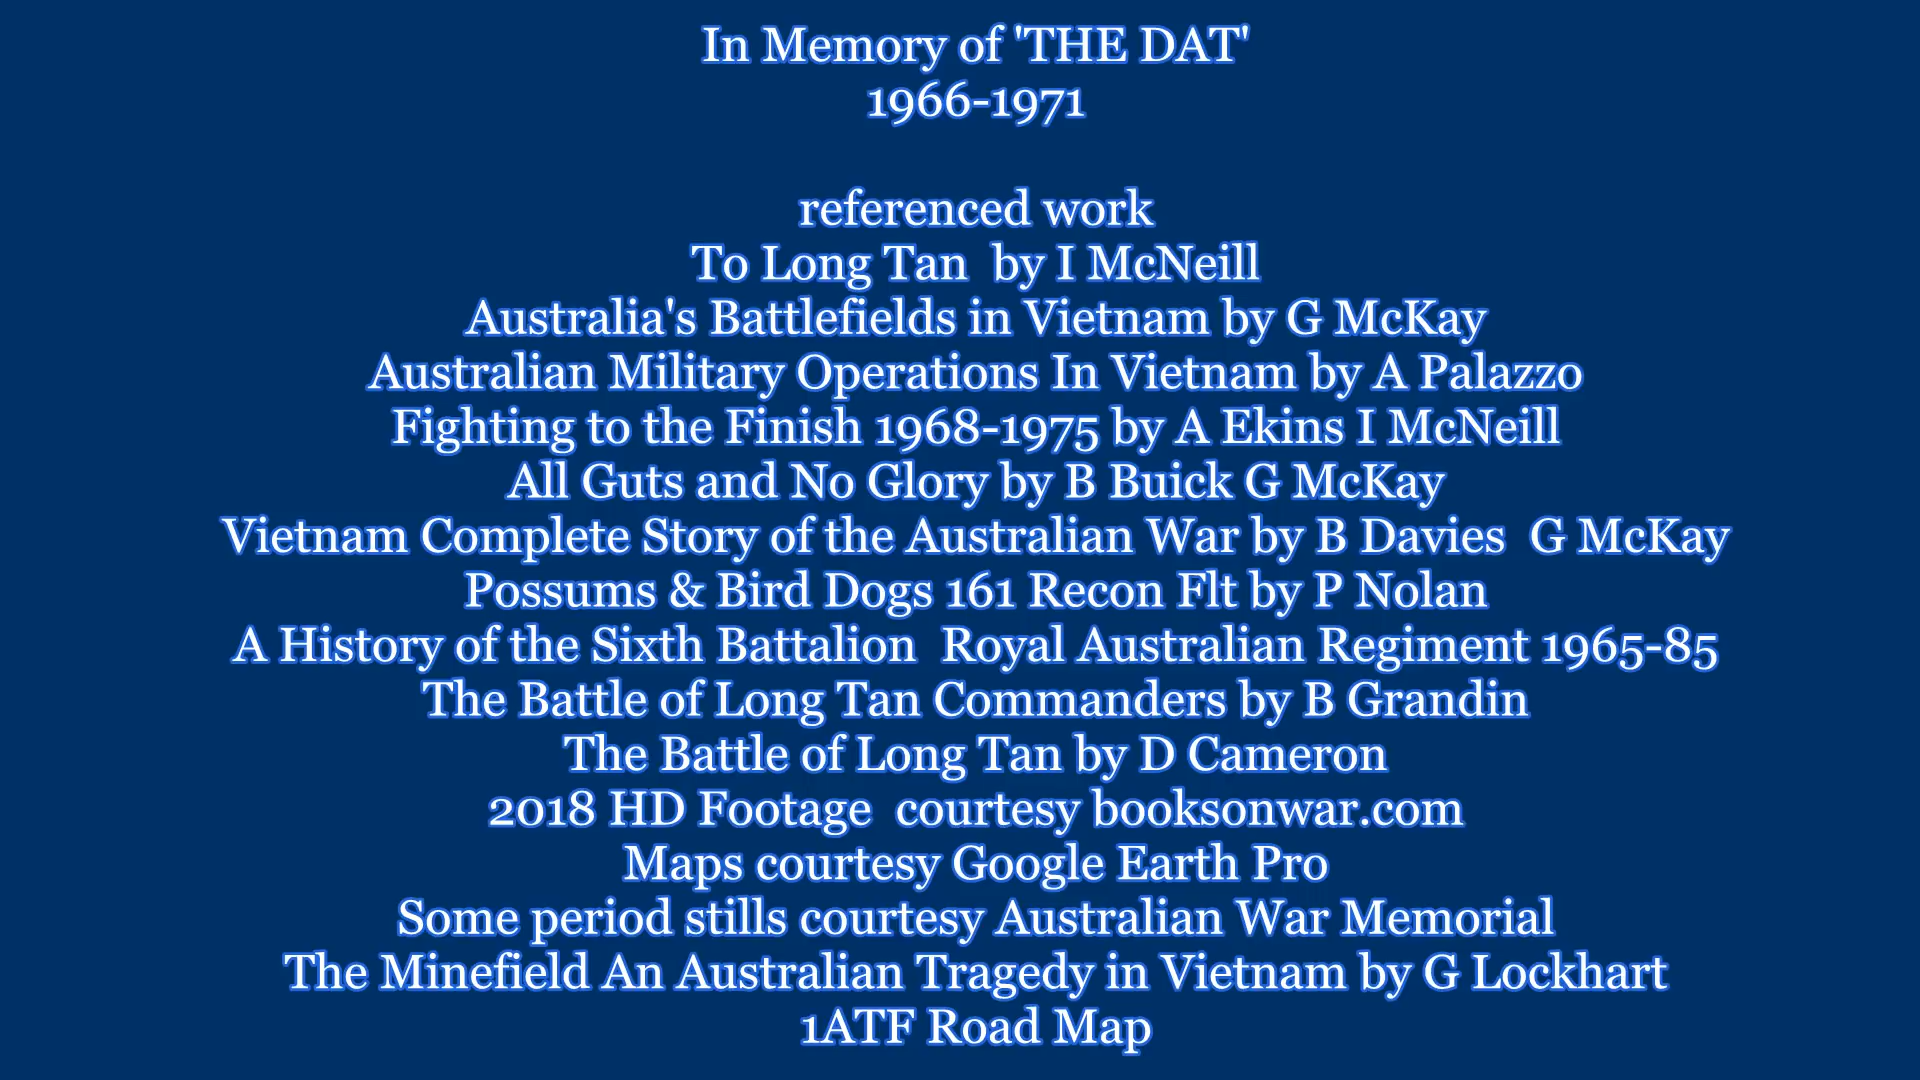 In Memory of 'THE DAT'
1966-1971
referenced work
To Long Tan by I McNeill
Australia's Battlefields in Vietnam by G McKay
Australian Military Operations In Vietnam by A Palazzo
Fighting to the Finish 1968-1975 by A Ekins I McNeill
All Guts and No Glory by B Buick G McKay
Vietnam Complete Story of the Australian War by B Davies G McKay
Possums & Bird Dogs 161 Recon Flt by P Nolan
A History of the Sixth Battalion Royal Australian Regiment 1965-85
The Battle of Long Tan Commanders by B Grandin
The Battle of Long Tan by D Cameron
2018 HD Footage courtesy booksonwar.com
Maps courtesy Google Earth Pro
Some period stills courtesy Australian War Memorial
The Minefield An Australian Tragedy in Vietnam by G Lockhart
1ATF Road Map